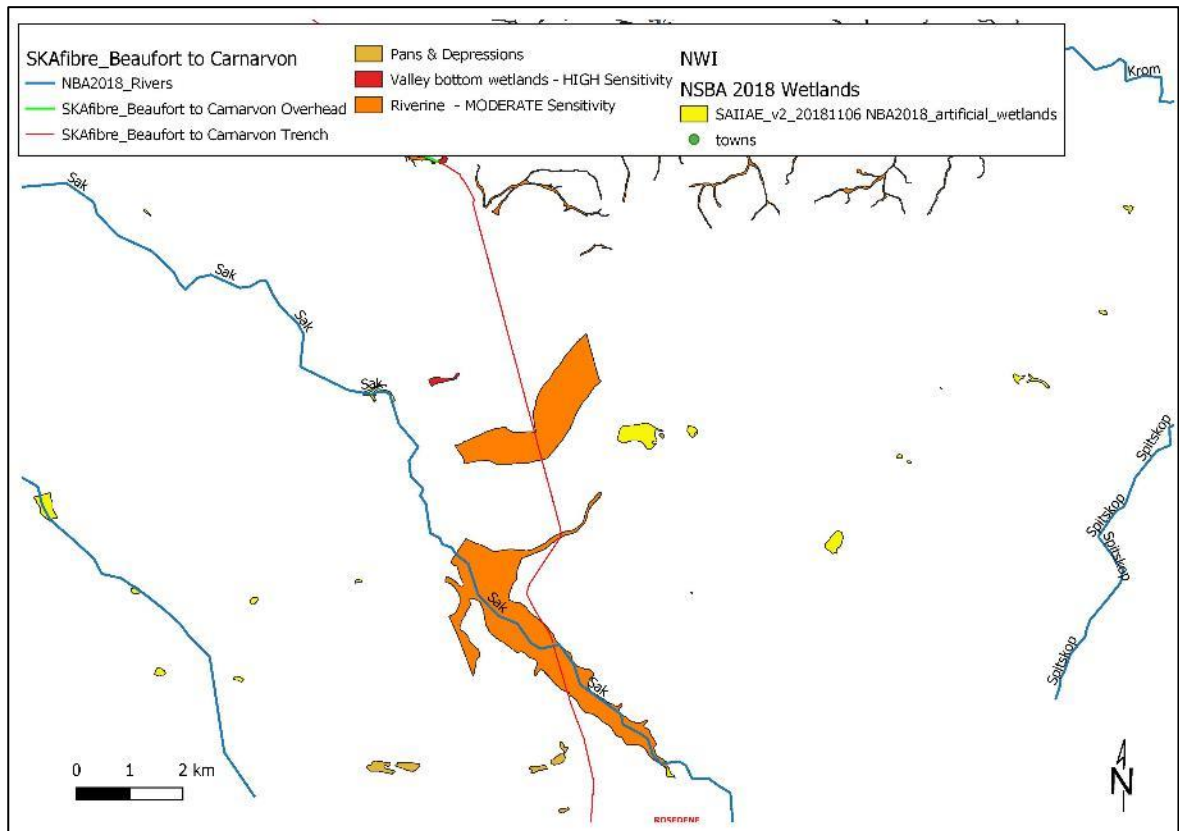 SKAfibre_Beaufort to Carnarvon
NBA2018_Rivers
SKAfibre_Beaufort to Carnarvon Overhead
SKAfibre_Beaufort to Carnarvon Trench
Pans & Depressions
Valley bottom wetlands - HIGH Sensitivity
Riverine - MODERATE Sensitivity
NWI
NSBA 2018 Wetlands
SAIIAE_v2_20181106 NBA2018_artificial_wetlands
towns
Krom
Sak
Sak
Sak
Sak
Spitskop
Spitskop
Spitskop
Sak
Spitskop
Sak
0 1 2 km
N
ROSEDENE